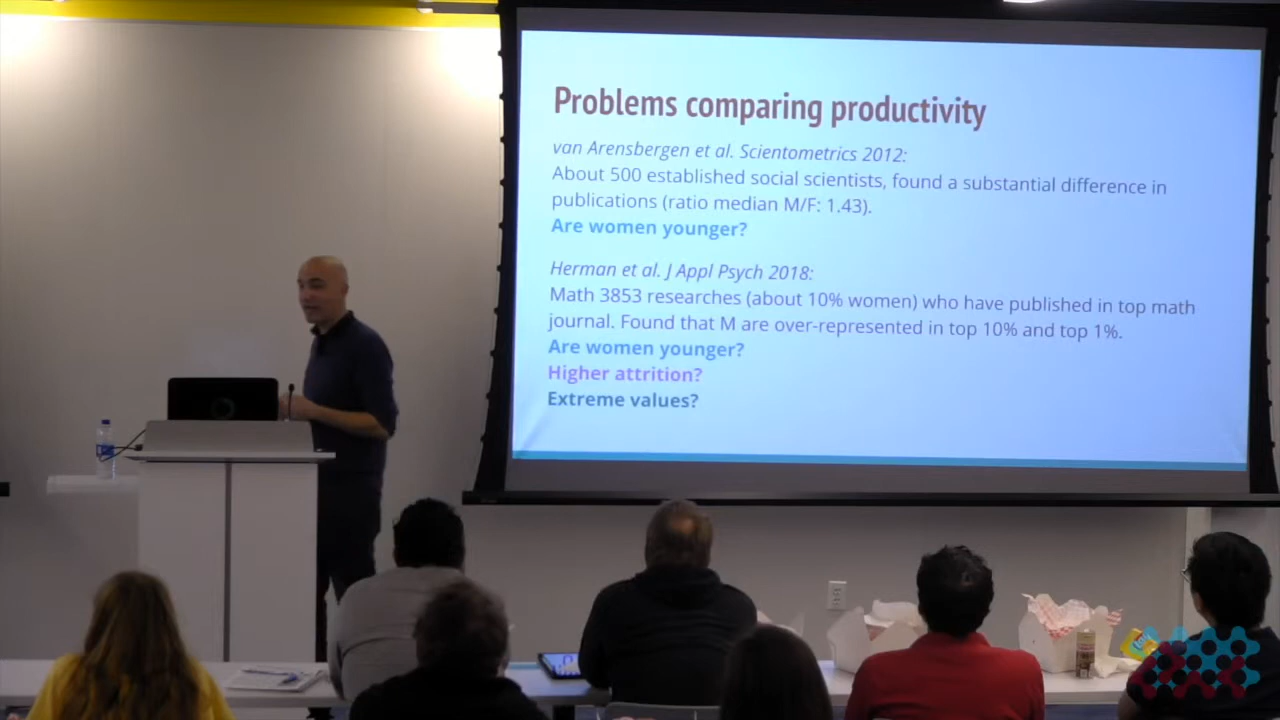 Problems comparing productivity
van Arensbergen et al. Scientometrics 2012:
About 500 established social scientists, found a substantial difference in
publications (ratio median M/F: 1.43).
Are women younger?
Herman et al. J Appl Psych 2018:
Math 3853 researches (about 10% women) who have published in top math
journal. Found that M are over-represented in top 10% and top 1%.
Are women younger?
Higher attrition?
Extreme values?